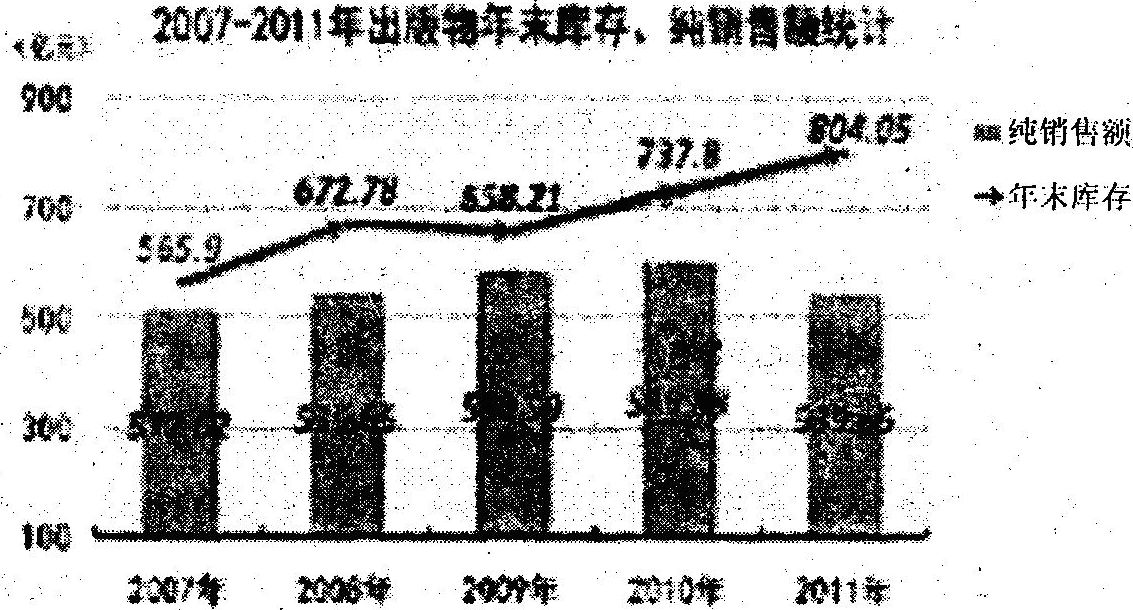 2007-2011年出版物年末库存、纯销售额统计
(亿元)
900
700
500
300
100
565.9
672.78
658.21
737.8
804.05
2007年
2008年
2009年
2010年
2011年
纯销售额
年末库存